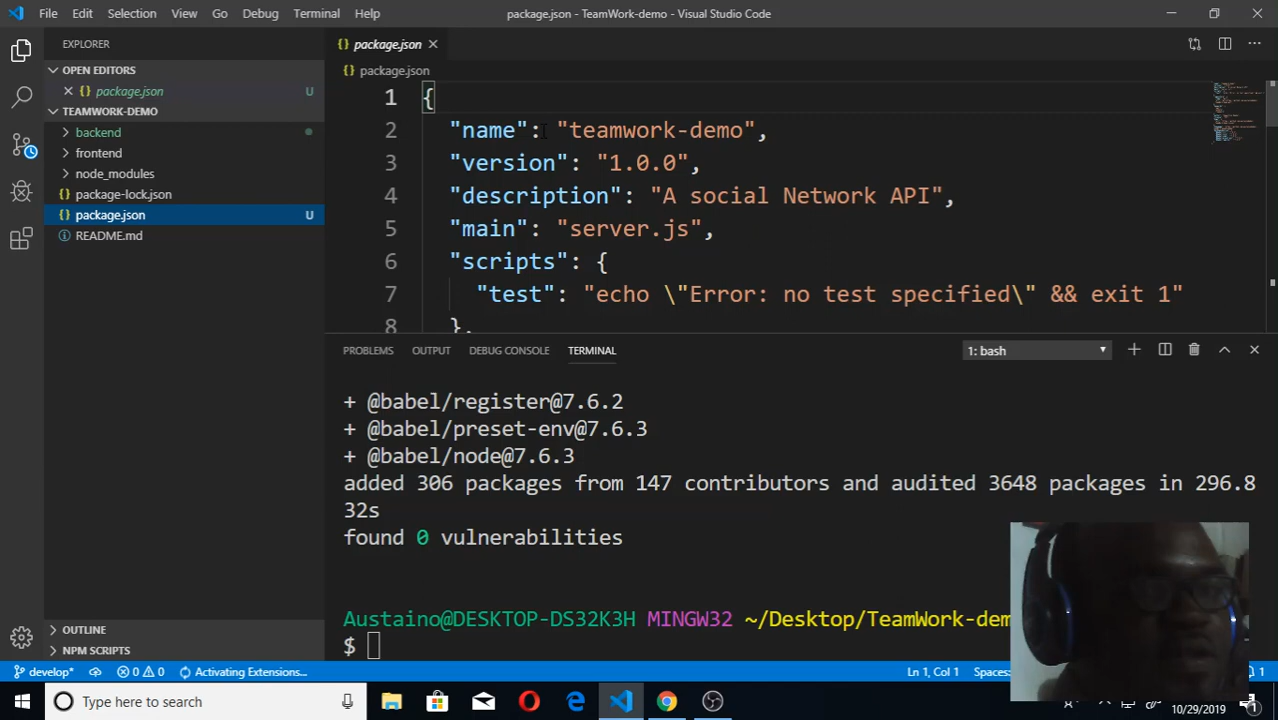 File Edit Selection View Go Debug Terminal Help
package.json - TeamWork-demo - Visual Studio Code
EXPLORER
OPEN EDITORS
package.json U
TEAMWORK-DEMO
backend
frontend
node_modules
package-lock.json
package.json U
README.md
OUTLINE
NPM SCRIPTS
package.json
package.json
1 {
2 "name": "teamwork-demo",
3 "version": "1.0.0",
4 "description": "A social Network API",
5 "main": "server.js",
6 "scripts": {
7 "test": "echo \"Error: no test specified\" && exit 1"
8 },
PROBLEMS OUTPUT DEBUG CONSOLE TERMINAL
1: bash
+ @babel/register@7.6.2
+ @babel/preset-env@7.6.3
+ @babel/node@7.6.3
added 306 packages from 147 contributors and audited 3648 packages in 296.8
32s
found 0 vulnerabilities
Austaino@DESKTOP-DS32K3H MINGW32 ~/Desktop/TeamWork-dem
$
develop* 0 0 Activating Extensions... Ln 1, Col 1 Spaces: 1
Type here to search
10/29/2019